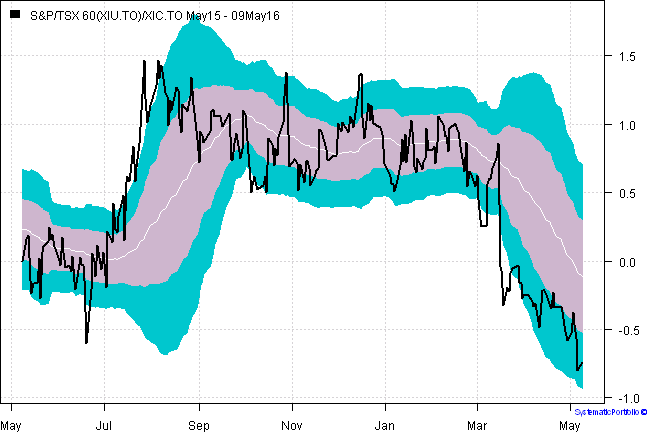 S&P/TSX 60(XIU.TO)/XIC.TO May15 - 09May16
1.5
1.0
0.5
0.0
-0.5
-1.0
May Jul Sep Nov Jan Mar May
SystematicPortfolio ©